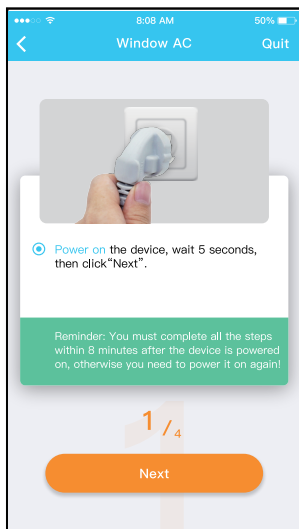 8:08 AM
50%
Window AC
Quit
Power on the device, wait 5 seconds,
then click“Next”.
Reminder: You must complete all the steps
within 8 minutes after the device is powered
on, otherwise you need to power it on again!
1/4
Next